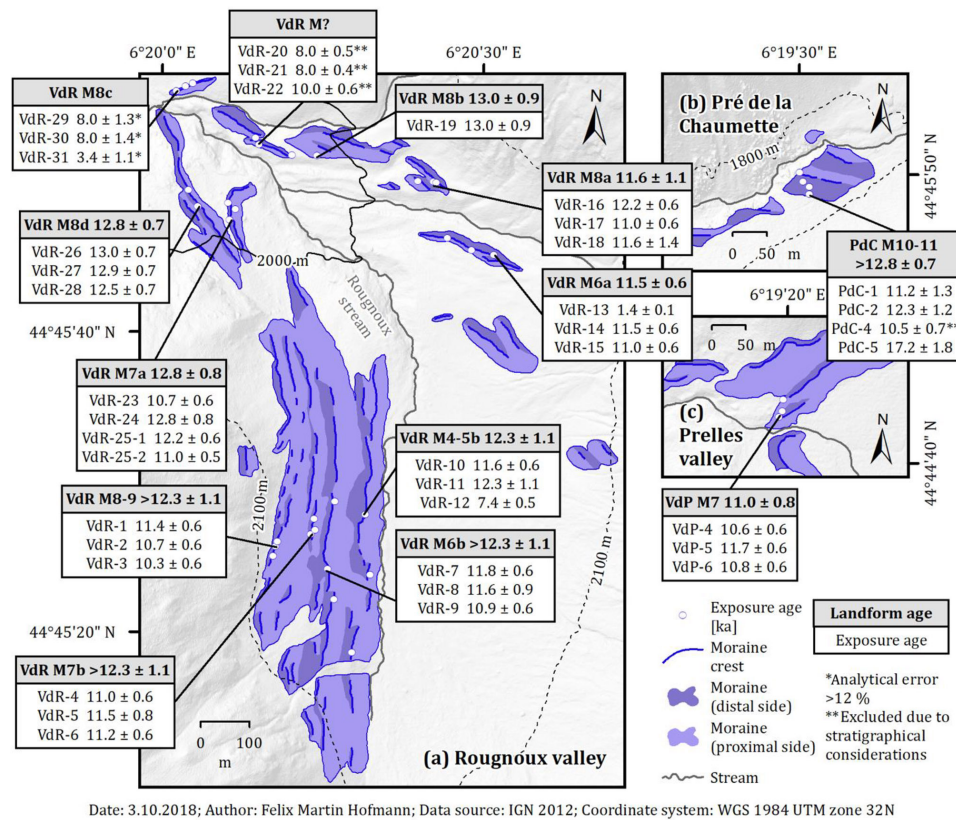 VdR M?
VdR-20 8.0 ± 0.5**
VdR-21 8.0 ± 0.4**
VdR-22 10.0 ± 0.6**
6°20'0" E
6°20'30" E
6°19'30" E
VdR M8c
VdR-29 8.0 ± 1.3*
VdR-30 8.0 ± 1.4*
VdR-31 3.4 ± 1.1*
VdR M8b 13.0 ± 0.9
VdR-19 13.0 ± 0.9
N
(b) Pré de la
Chaumette
N
1800 m
44°45'50" N
0 50 m
VdR M8a 11.6 ± 1.1
VdR-16 12.2 ± 0.6
VdR-17 11.0 ± 0.6
VdR-18 11.6 ± 1.4
VdR M8d 12.8 ± 0.7
VdR-26 13.0 ± 0.7
VdR-27 12.9 ± 0.7
VdR-28 12.5 ± 0.7
2000 m
Rougnoux
stream
PdC M10-11
>12.8 ± 0.7
PdC-1 11.2 ± 1.3
PdC-2 12.3 ± 1.2
PdC-4 10.5 ± 0.7**
PdC-5 17.2 ± 1.8
VdR M6a 11.5 ± 0.6
VdR-13 1.4 ± 0.1
VdR-14 11.5 ± 0.6
VdR-15 11.0 ± 0.6
6°19'20" E
0 50
m
44°45'40" N
VdR M7a 12.8 ± 0.8
VdR-23 10.7 ± 0.6
VdR-24 12.8 ± 0.8
VdR-25-1 12.2 ± 0.6
VdR-25-2 11.0 ± 0.5
(c) Prelles
valley
N
44°44'40" N
VdR M4-5b 12.3 ± 1.1
VdR-10 11.6 ± 0.6
VdR-11 12.3 ± 1.1
VdR-12 7.4 ± 0.5
2100 m
2100 m
VdR M8-9 >12.3 ± 1.1
VdR-1 11.4 ± 0.6
VdR-2 10.7 ± 0.6
VdR-3 10.3 ± 0.6
VdP M7 11.0 ± 0.8
VdP-4 10.6 ± 0.6
VdP-5 11.7 ± 0.6
VdP-6 10.8 ± 0.6
VdR M6b >12.3 ± 1.1
VdR-7 11.8 ± 0.6
VdR-8 11.6 ± 0.9
VdR-9 10.9 ± 0.6
44°45'20" N
VdR M7b >12.3 ± 1.1
VdR-4 11.0 ± 0.6
VdR-5 11.5 ± 0.8
VdR-6 11.2 ± 0.6
0 100
m
(a) Rougnoux valley
Exposure age
[ka]
Moraine
crest
Moraine
(distal side)
Moraine
(proximal side)
Stream
Landform age
Exposure age
*Analytical error
>12 %
**Excluded due to
stratigraphical
considerations
Date: 3.10.2018; Author: Felix Martin Hofmann; Data source: IGN 2012; Coordinate system: WGS 1984 UTM zone 32N